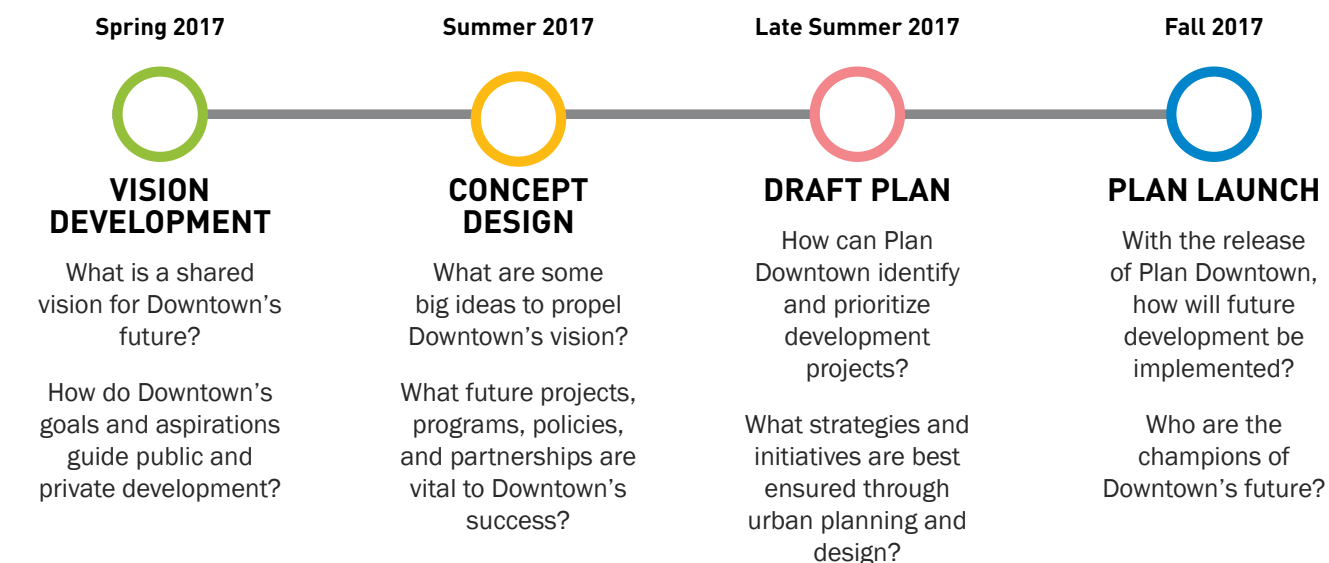 Spring 2017
VISION
DEVELOPMENT
What is a shared
vision for Downtown’s
future?
How do Downtown’s
goals and aspirations
guide public and
private development?
Summer 2017
CONCEPT
DESIGN
What are some
big ideas to propel
Downtown’s vision?
What future projects,
programs, policies,
and partnerships are
vital to Downtown’s
success?
Late Summer 2017
DRAFT PLAN
How can Plan
Downtown identify
and prioritize
development
projects?
What strategies and
initiatives are best
ensured through
urban planning and
design?
Fall 2017
PLAN LAUNCH
With the release
of Plan Downtown,
how will future
development be
implemented?
Who are the
champions of
Downtown’s future?